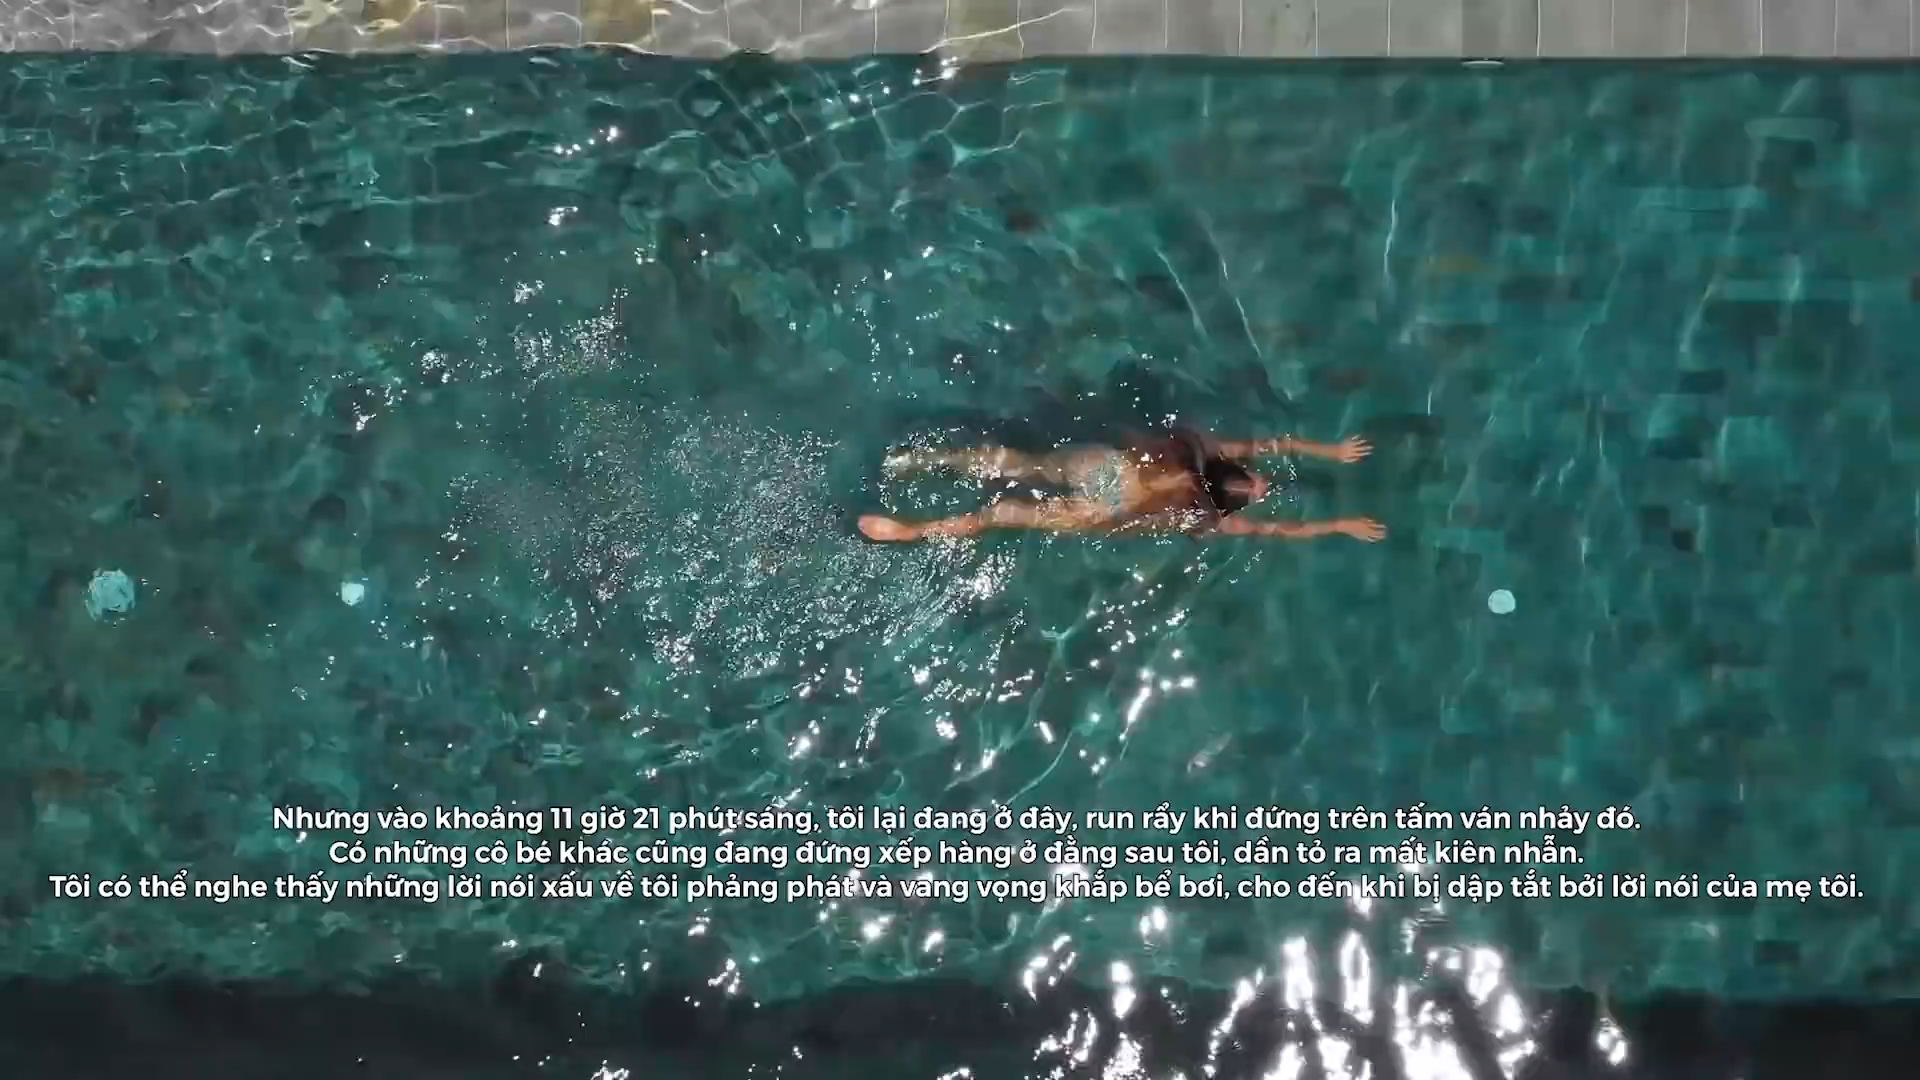 Nhưng vào khoảng 11 giờ 21 phút sáng, tôi lại đang ở đây, run rẩy khi đứng trên tấm ván nhảy đó.
Có những cô bé khác cũng đang đứng xếp hàng ở đằng sau tôi, dần tỏ ra mất kiên nhẫn.
Tôi có thể nghe thấy những lời nói xấu về tôi phảng phát và vang vọng khắp bể bơi, cho đến khi bị dập tắt bởi lời nói của mẹ tôi.